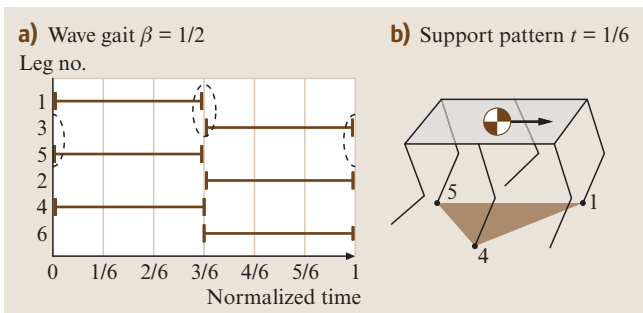 a) Wave gait β = 1/2
Leg no.
1
3
5
2
4
6
0 1/6 2/6 3/6 4/6 5/6 1
Normalized time
b) Support pattern t = 1/6
5
1
4